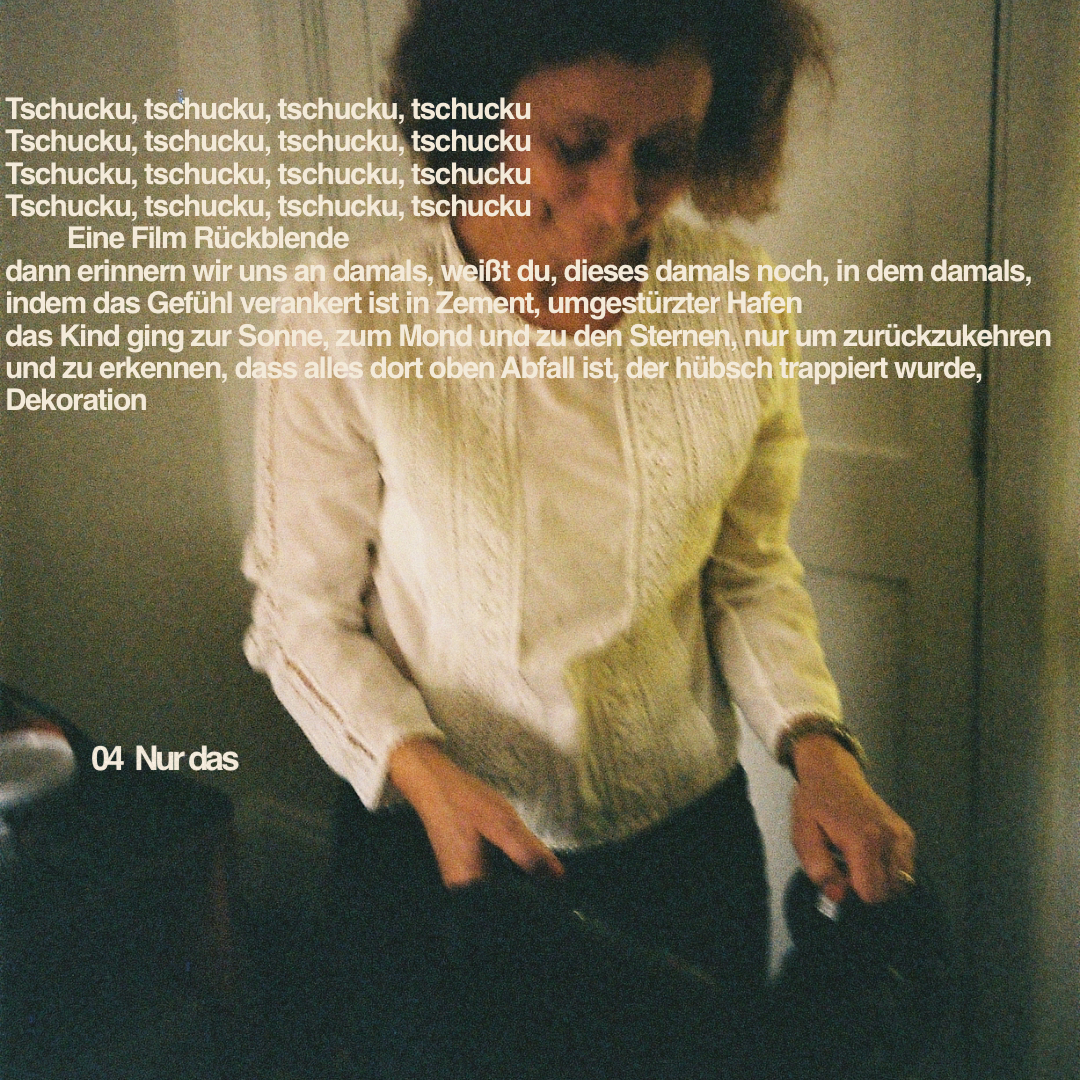 Tschucku, tschucku, tschucku, tschucku
Tschucku, tschucku, tschucku, tschucku
Tschucku, tschucku, tschucku, tschucku
Tschucku, tschucku, tschucku, tschucku
Eine Film Rückblende
dann erinnern wir uns an damals, weißt du, dieses damals noch, in dem damals,
indem das Gefühl verankert ist in Zement, umgestürzter Hafen
das Kind ging zur Sonne, zum Mond und zu den Sternen, nur um zurückzukehren
und zu erkennen, dass alles dort oben Abfall ist, der hübsch trappiert wurde,
Dekoration
04 Nur das